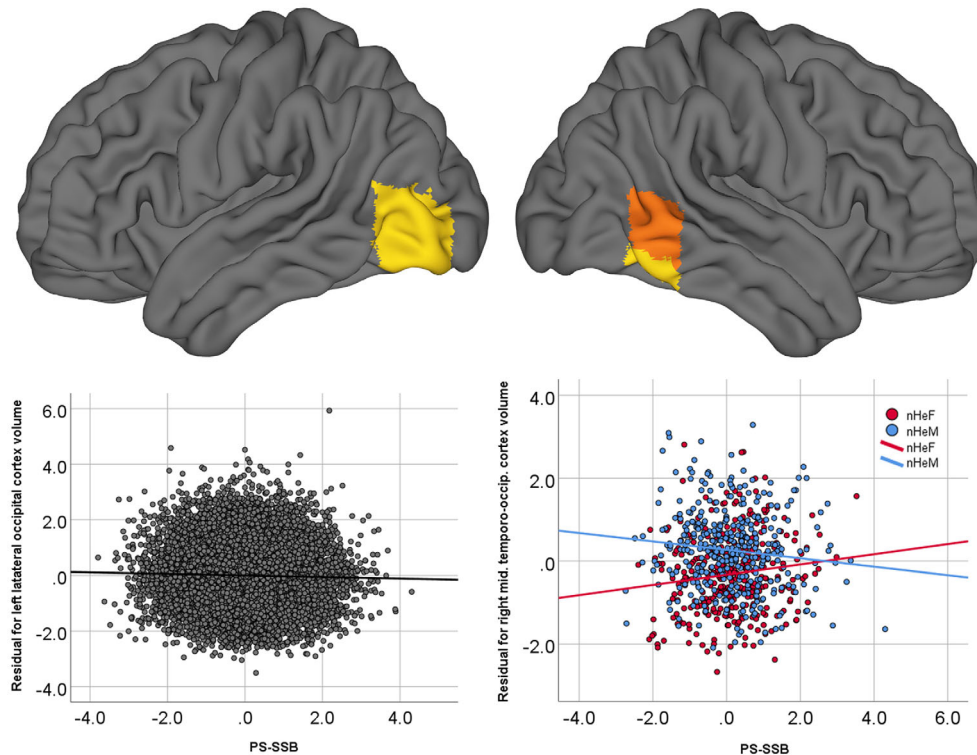 Residual for left latateral occipital cortex volume
6.0
4.0
2.0
.0
-2.0
-4.0
-4.0 -2.0 .0 2.0 4.0
PS-SSB
Residual for right mid. temporo-occip. cortex volume
4.0
2.0
.0
-2.0
nHeF
nHeM
nHeF
nHeM
-4.0 -2.0 .0 2.0 4.0 6.0
PS-SSB